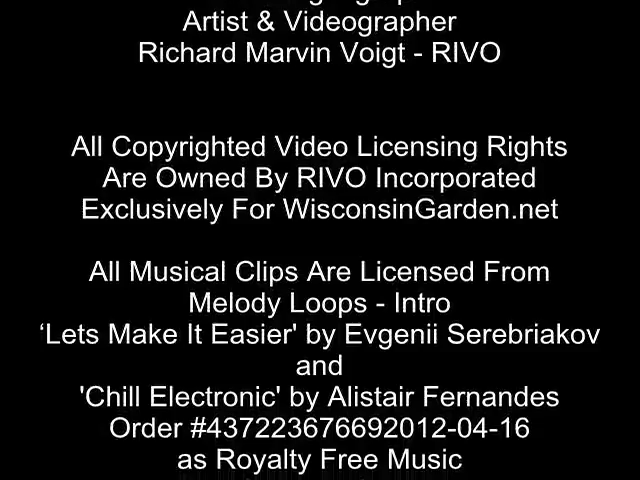 Artist & Videographer
Richard Marvin Voigt - RIVO
All Copyrighted Video Licensing Rights
Are Owned By RIVO Incorporated
Exclusively For WisconsinGarden.net
All Musical Clips Are Licensed From
Melody Loops - Intro
‘Lets Make It Easier' by Evgenii Serebriakov
and
'Chill Electronic' by Alistair Fernandes
Order #437223676692012-04-16
as Royalty Free Music